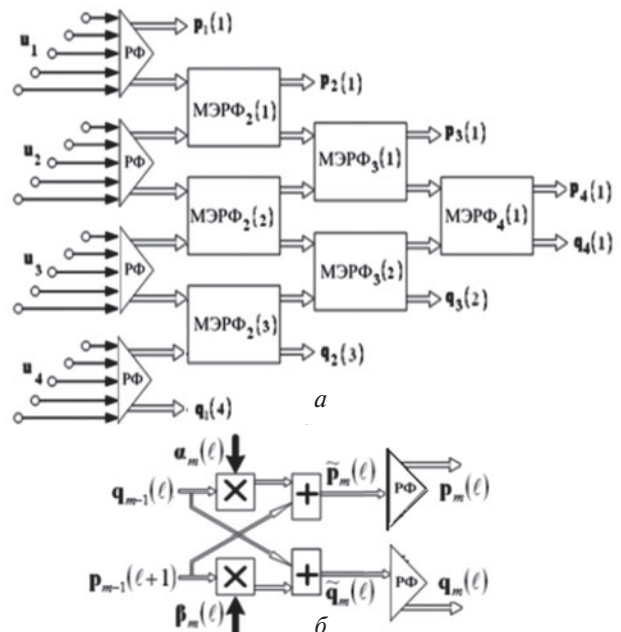 u₁
РФ
p₁(1)
МЭРФ₂(1)
p₂(1)
u₂
РФ
МЭРФ₃(1)
p₃(1)
МЭРФ₂(2)
МЭРФ₄(1)
p₄(1)
q₄(1)
u₃
РФ
МЭРФ₃(2)
q₃(2)
МЭРФ₂(3)
q₂(3)
u₄
РФ
q₁(4)
а
αₘ(ℓ)
qₘ₋₁(ℓ)
×
+
p̃ₘ(ℓ)
РФ
pₘ(ℓ)
pₘ₋₁(ℓ+1)
×
+
q̃ₘ(ℓ)
РФ
qₘ(ℓ)
βₘ(ℓ)
б